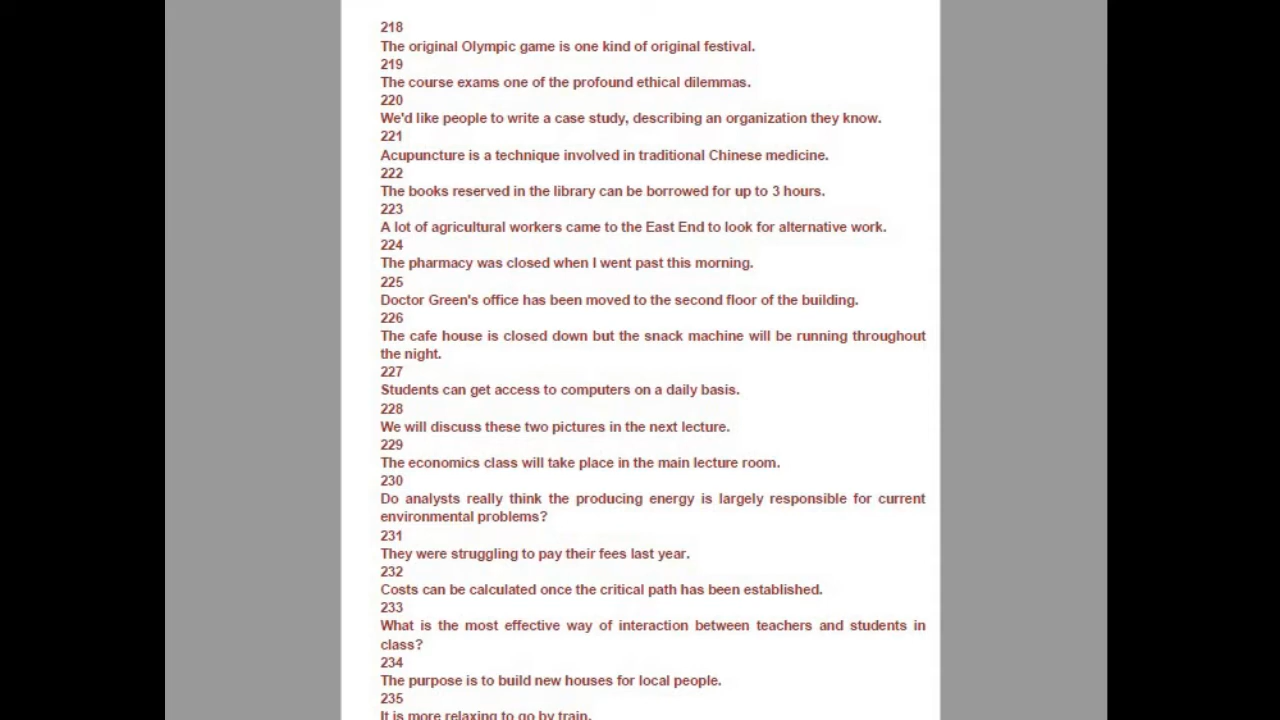 218
The original Olympic game is one kind of original festival.
219
The course exams one of the profound ethical dilemmas.
220
We'd like people to write a case study, describing an organization they know.
221
Acupuncture is a technique involved in traditional Chinese medicine.
222
The books reserved in the library can be borrowed for up to 3 hours.
223
A lot of agricultural workers came to the East End to look for alternative work.
224
The pharmacy was closed when I went past this morning.
225
Doctor Green's office has been moved to the second floor of the building.
226
The cafe house is closed down but the snack machine will be running throughout
the night.
227
Students can get access to computers on a daily basis.
228
We will discuss these two pictures in the next lecture.
229
The economics class will take place in the main lecture room.
230
Do analysts really think the producing energy is largely responsible for current
environmental problems?
231
They were struggling to pay their fees last year.
232
Costs can be calculated once the critical path has been established.
233
What is the most effective way of interaction between teachers and students in
class?
234
The purpose is to build new houses for local people.
235
It is more relaxing to go by train.